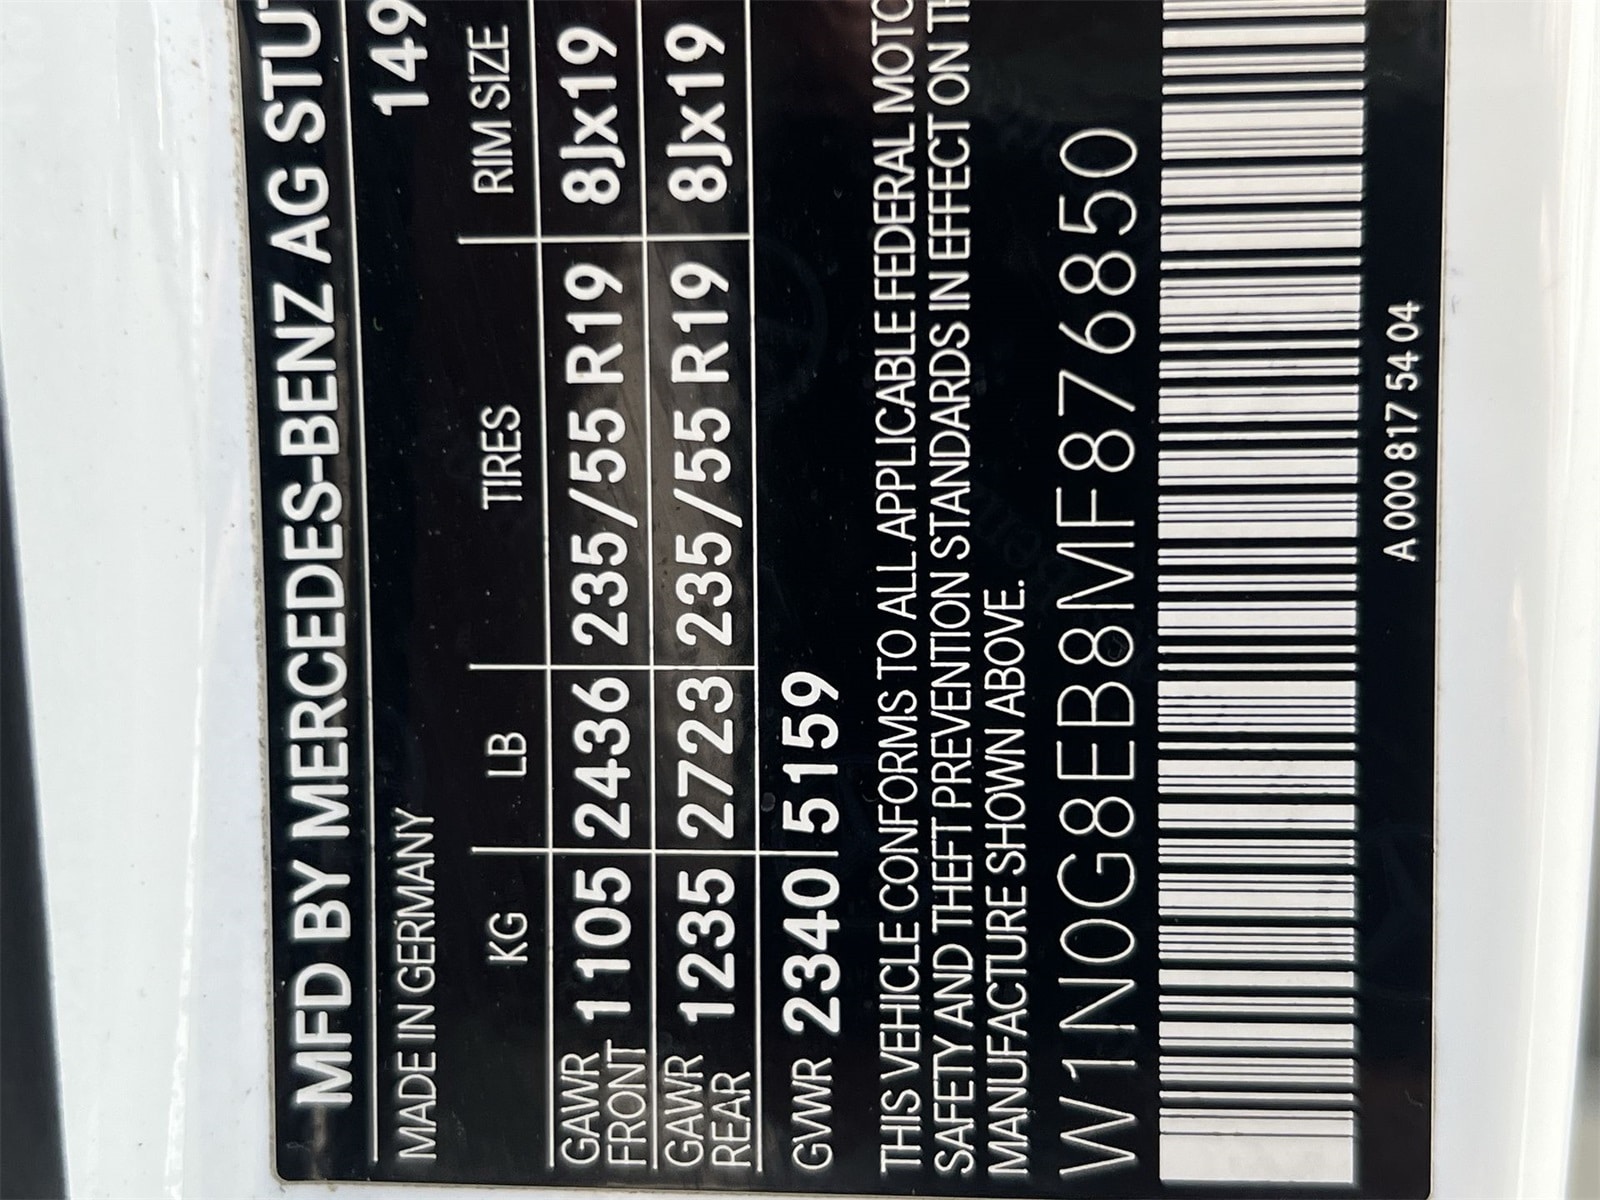 MFD BY MERCEDES-BENZ AG STUT
MADE IN GERMANY 149
KG LB TIRES RIM SIZE
GAWR FRONT 1105 2436 235/55 R19 8Jx19
GAWR REAR 1235 2723 235/55 R19 8Jx19
GVWR 2340 5159
THIS VEHICLE CONFORMS TO ALL APPLICABLE FEDERAL MOTO
SAFETY AND THEFT PREVENTION STANDARDS IN EFFECT ON TH
MANUFACTURE SHOWN ABOVE.
W1N0G8EB8MF876850
A 000 817 54 04